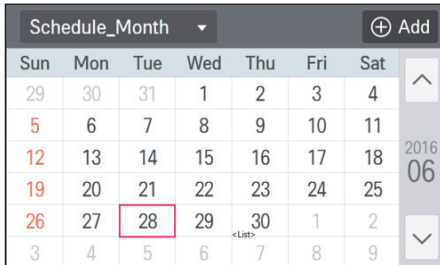 Schedule_Month Add
Sun Mon Tue Wed Thu Fri Sat
29 30 31 1 2 3 4
5 6 7 8 9 10 11
12 13 14 15 16 17 18
2016
06
19 20 21 22 23 24 25
26 27 28 29 30 1 2
<List>
3 4 5 6 7 8 9